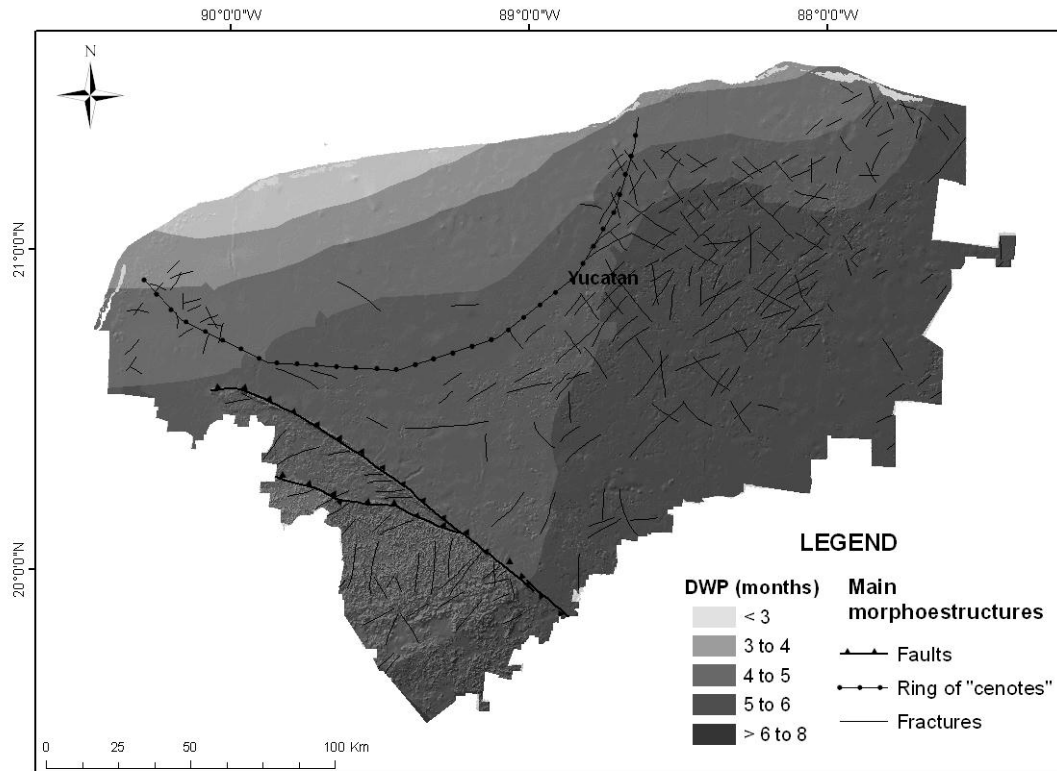 90°0'0"W 89°0'0"W 88°0'0"W
N
21°0'0"N
Yucatan
20°0'0"N
LEGEND
DWP (months)
< 3
3 to 4
4 to 5
5 to 6
> 6 to 8
Main
morphoestructures
Faults
Ring of "cenotes"
Fractures
0 25 50 100 Km